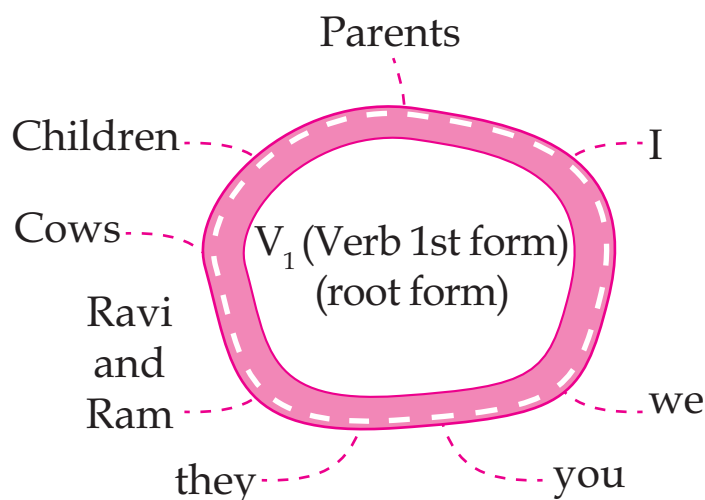 Parents
Children
I
Cows
V₁ (Verb 1st form)
(root form)
Ravi
and
Ram
we
they
you